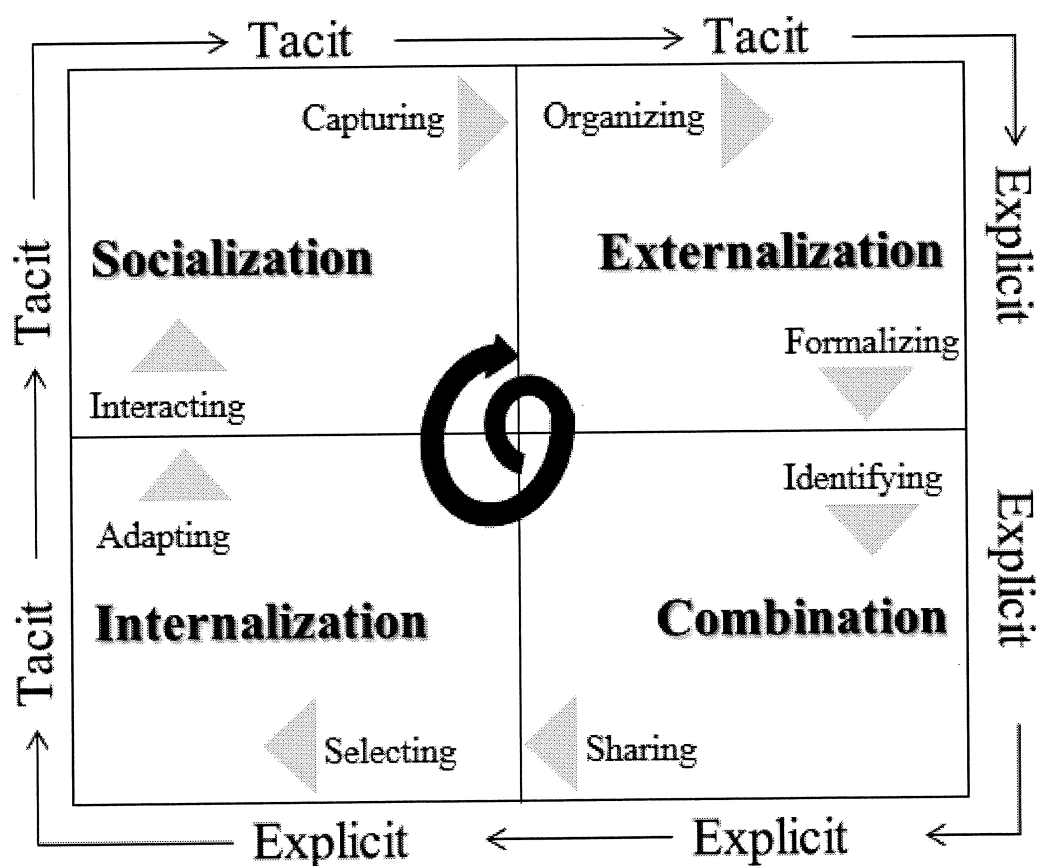 Tacit Tacit
Capturing Organizing
Tacit Socialization Externalization Explicit
Formalizing
Interacting
Identifying
Adapting
Explicit
Tacit Internalization Combination
Selecting Sharing
Explicit Explicit